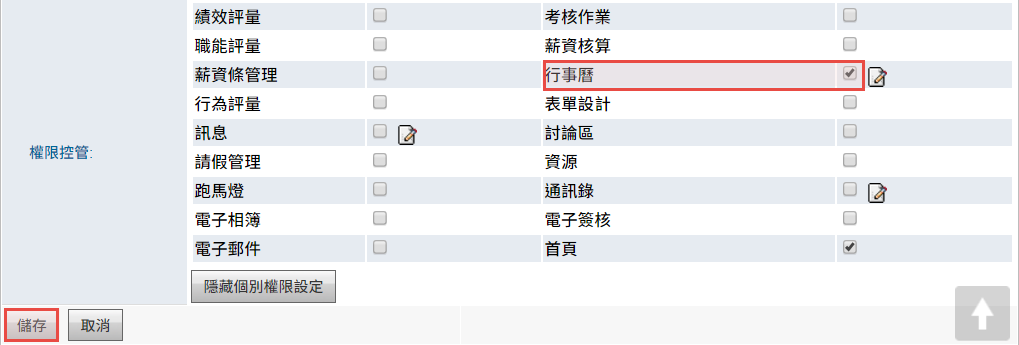 績效評量 考核作業
職能評量 薪資核算
薪資條管理 行事曆
行為評量 表單設計
訊息 討論區
權限控管:
請假管理 資源
跑馬燈 通訊錄
電子相簿 電子簽核
電子郵件 首頁
隱藏個別權限設定
儲存 取消